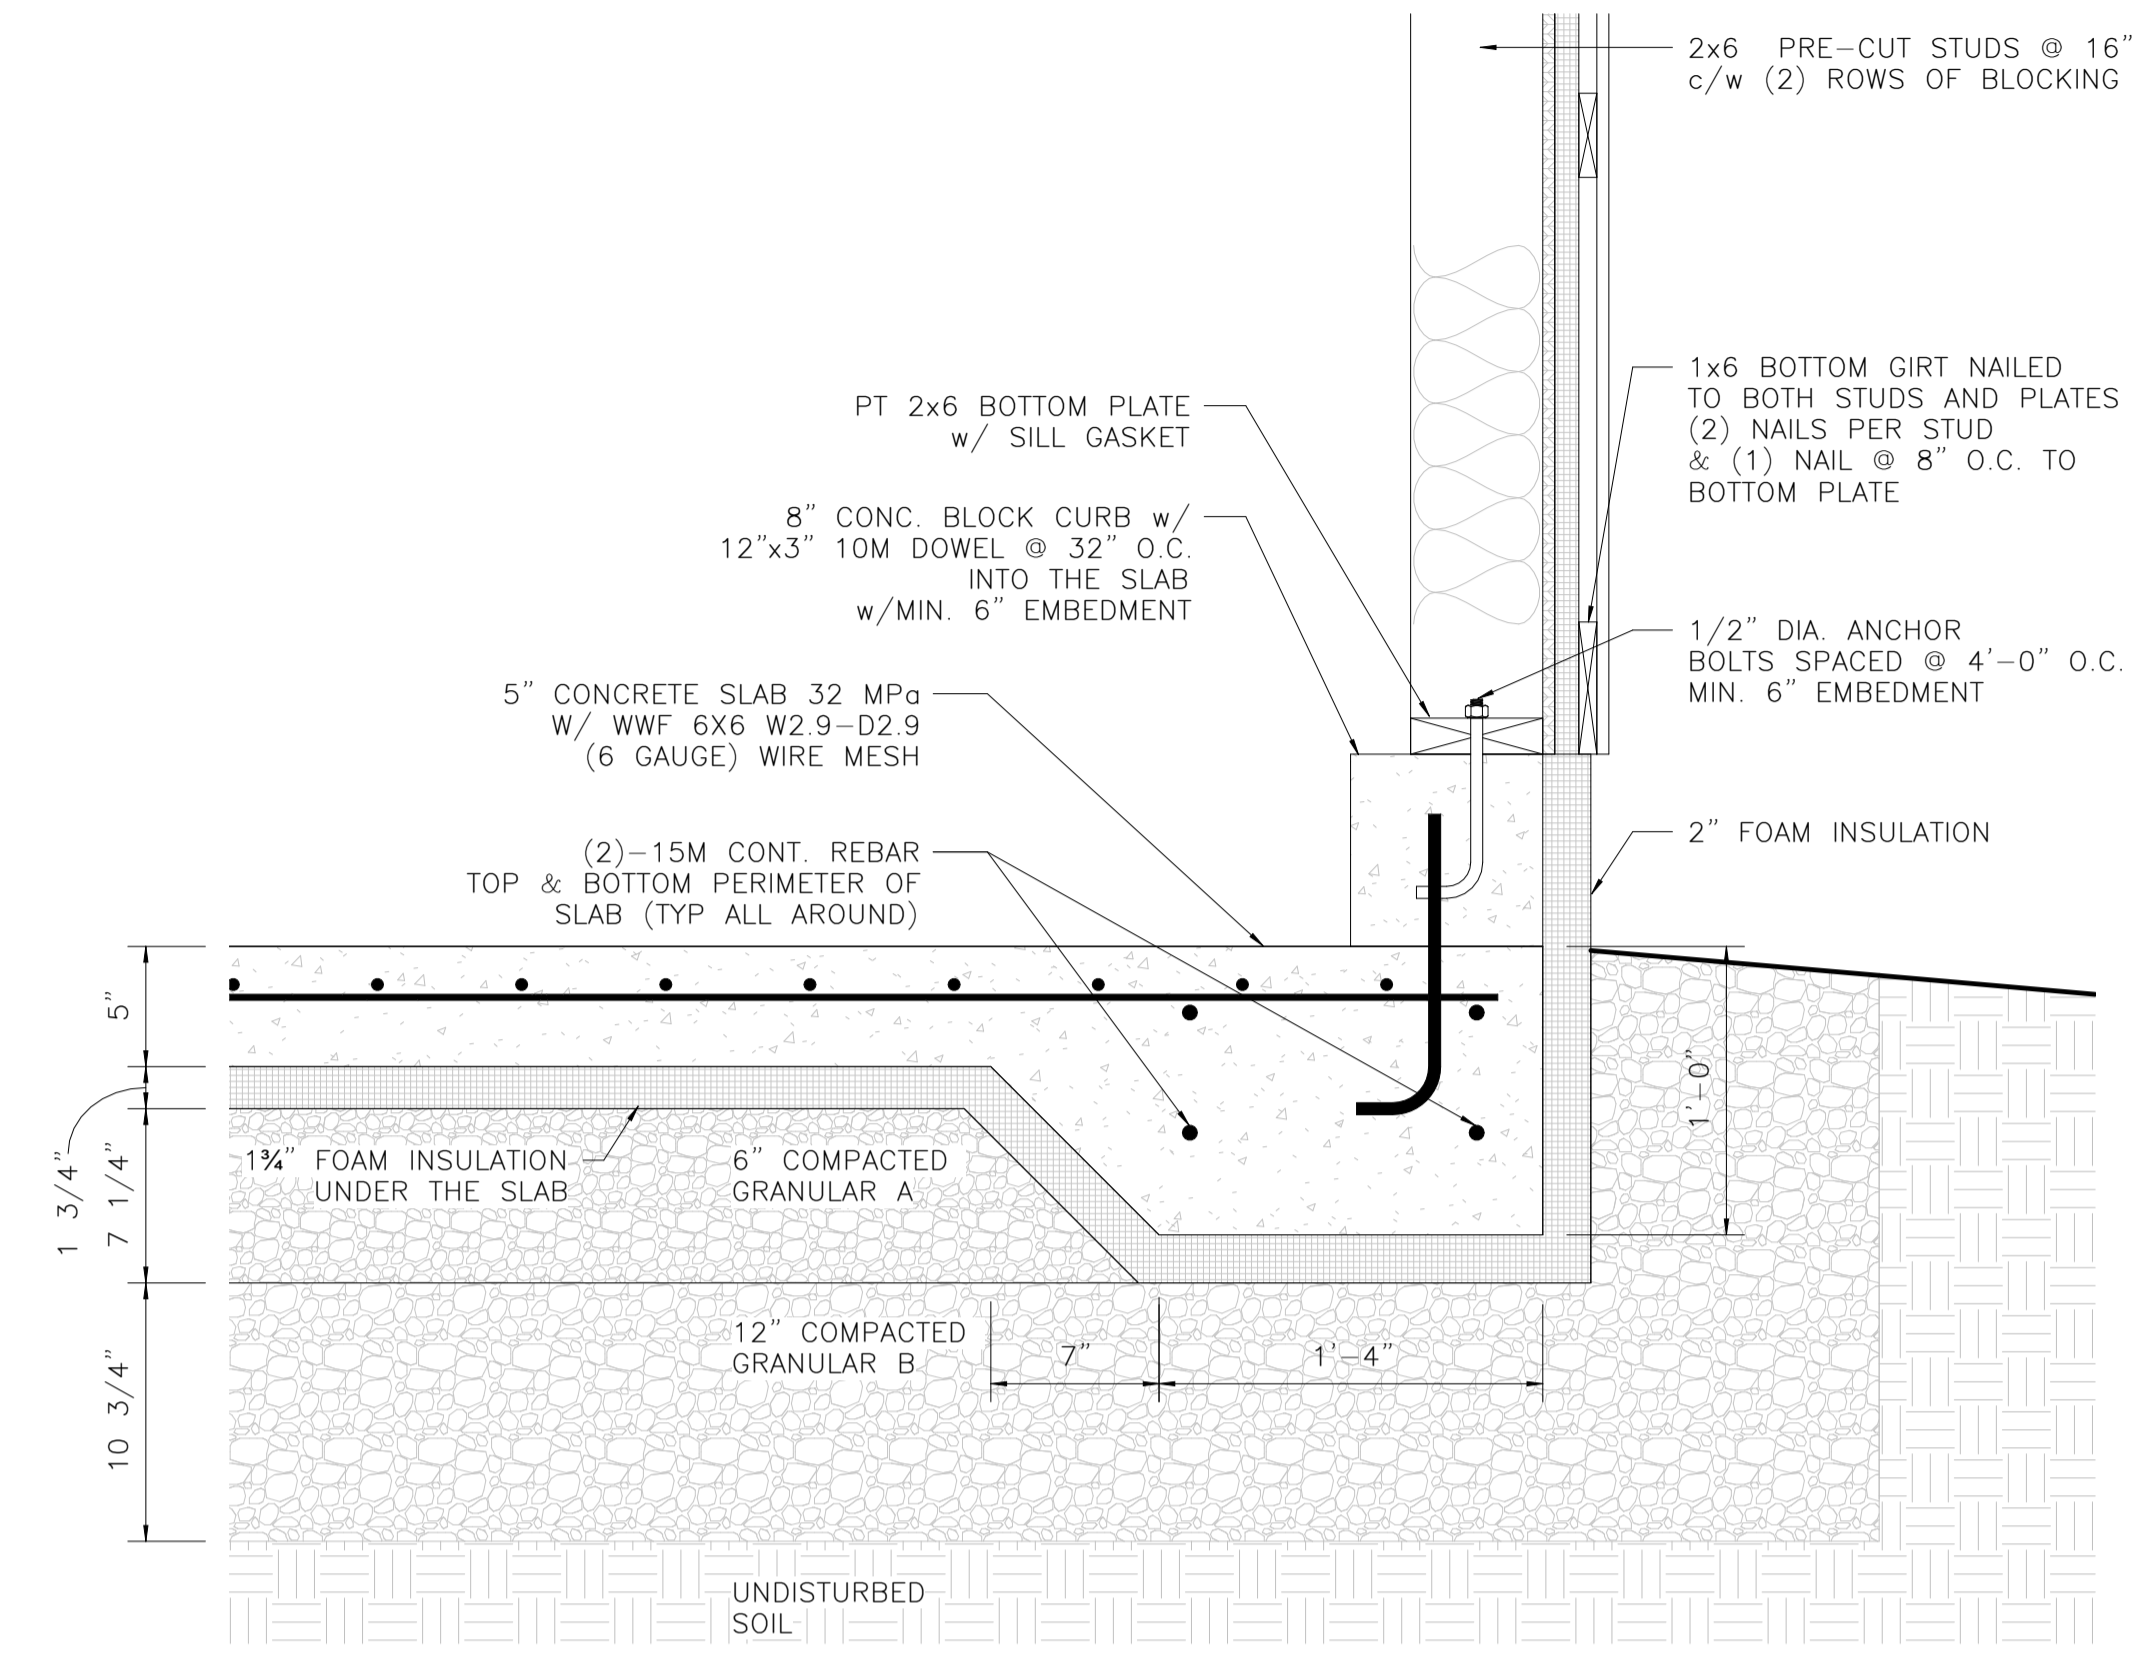 2x6 PRE-CUT STUDS @ 16"
c/w (2) ROWS OF BLOCKING
1x6 BOTTOM GIRT NAILED
TO BOTH STUDS AND PLATES
(2) NAILS PER STUD
& (1) NAIL @ 8" O.C. TO
BOTTOM PLATE
PT 2x6 BOTTOM PLATE
w/ SILL GASKET
8" CONC. BLOCK CURB w/
12"x3" 10M DOWEL @ 32" O.C.
INTO THE SLAB
w/MIN. 6" EMBEDMENT
1/2" DIA. ANCHOR
BOLTS SPACED @ 4'-0" O.C.
MIN. 6" EMBEDMENT
5" CONCRETE SLAB 32 MPa
W/ WWF 6X6 W2.9-D2.9
(6 GAUGE) WIRE MESH
2" FOAM INSULATION
(2)-15M CONT. REBAR
TOP & BOTTOM PERIMETER OF
SLAB (TYP ALL AROUND)
5"
1 3/4"
7 1/4"
10 3/4"
1'-0"
1¾" FOAM INSULATION
UNDER THE SLAB
6" COMPACTED
GRANULAR A
12" COMPACTED
GRANULAR B
7"
1'-4"
UNDISTURBED
SOIL